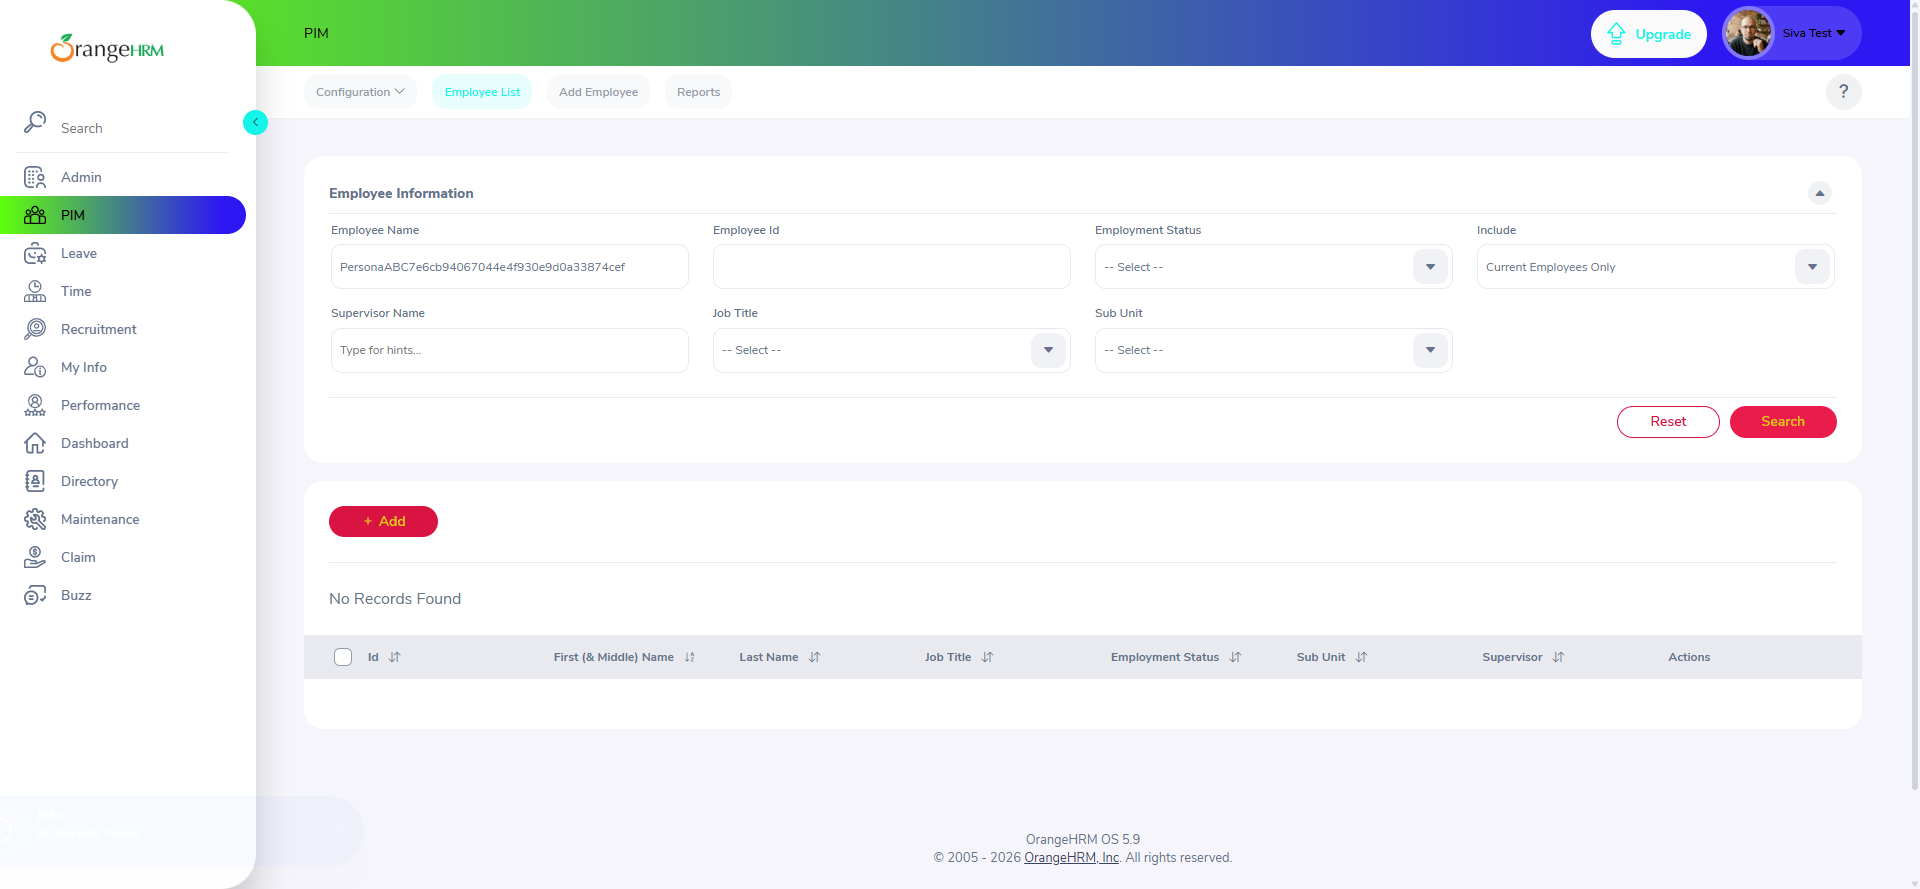 OrangeHRM
Search
Admin
PIM
Leave
Time
Recruitment
My Info
Performance
Dashboard
Directory
Maintenance
Claim
Buzz
PIM
Upgrade
Siva Test
Configuration
Employee List
Add Employee
Reports
?
Employee Information
Employee Name
Employee Id
Employment Status
Include
PersonaABC7e6cb94067044e4f930e9d0a33874cef
-- Select --
Current Employees Only
Supervisor Name
Job Title
Sub Unit
Type for hints...
-- Select --
-- Select --
Reset
Search
+ Add
No Records Found
Id
First (& Middle) Name
Last Name
Job Title
Employment Status
Sub Unit
Supervisor
Actions
Info
No Records Found
OrangeHRM OS 5.9
© 2005 - 2026 OrangeHRM, Inc. All rights reserved.